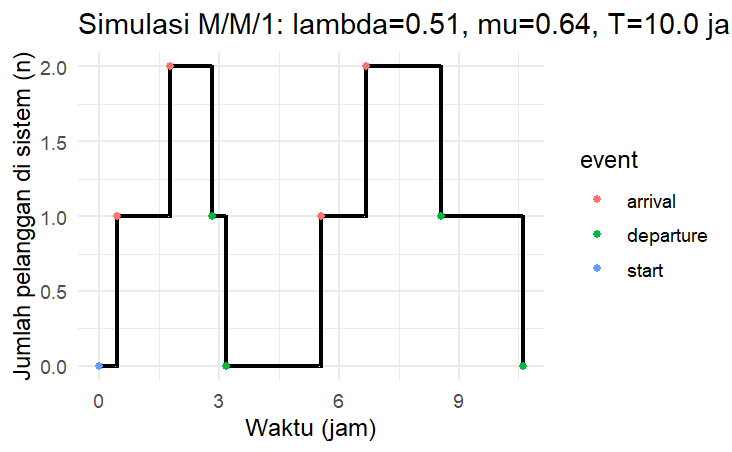 Simulasi M/M/1: lambda=0.51, mu=0.64, T=10.0 ja
Jumlah pelanggan di sistem (n)
2.0
1.5
1.0
0.5
0.0
0
3
6
9
Waktu (jam)
event
arrival
departure
start